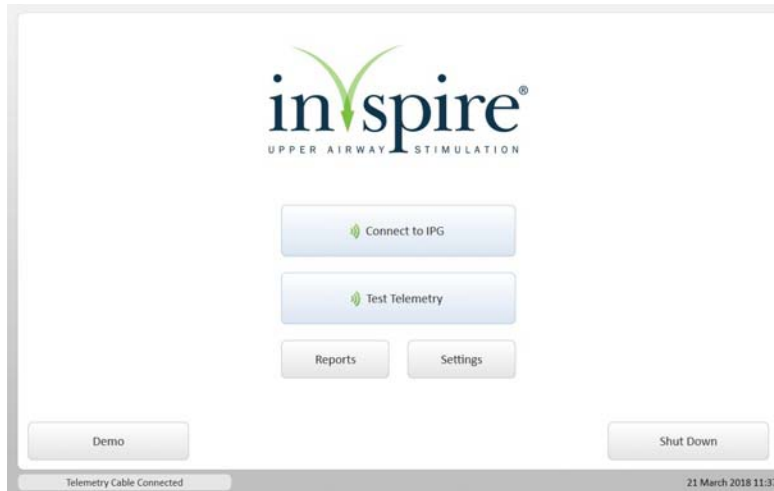 inspire®
UPPER AIRWAY STIMULATION
Connect to IPG
Test Telemetry
Reports Settings
Demo Shut Down
Telemetry Cable Connected 21 March 2018